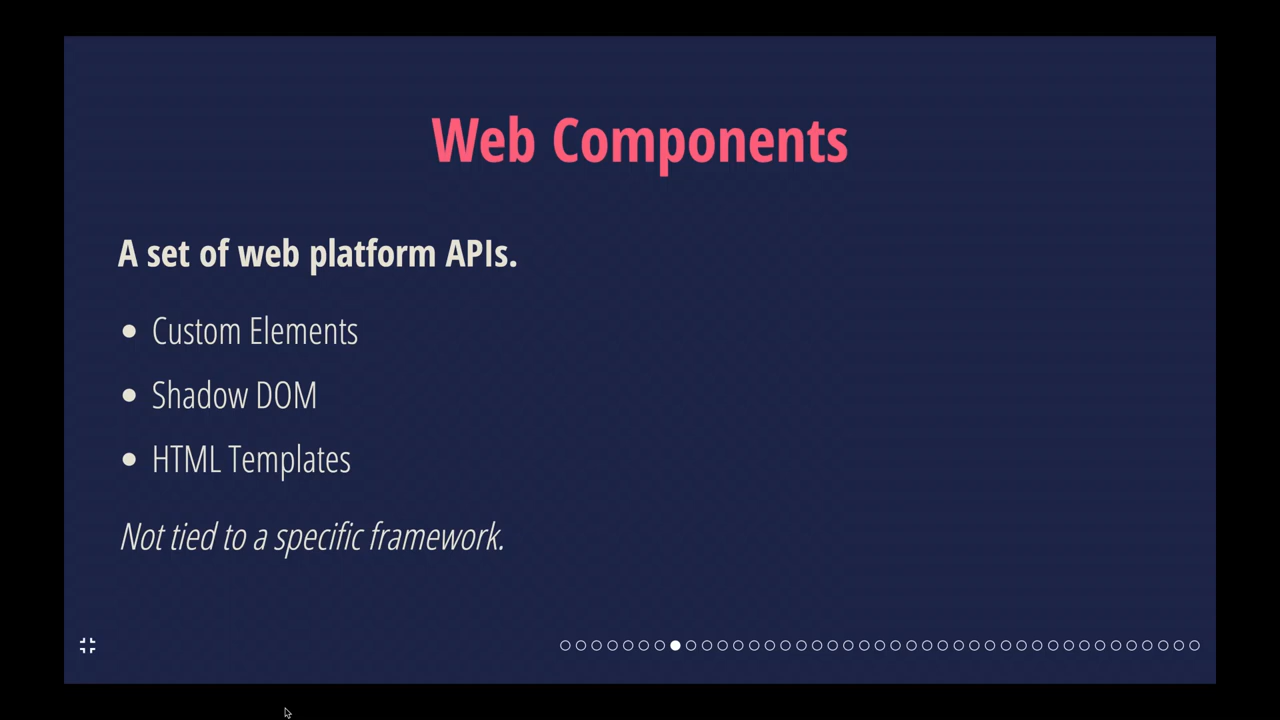 Web Components
A set of web platform APIs.
Custom Elements
Shadow DOM
HTML Templates
Not tied to a specific framework.